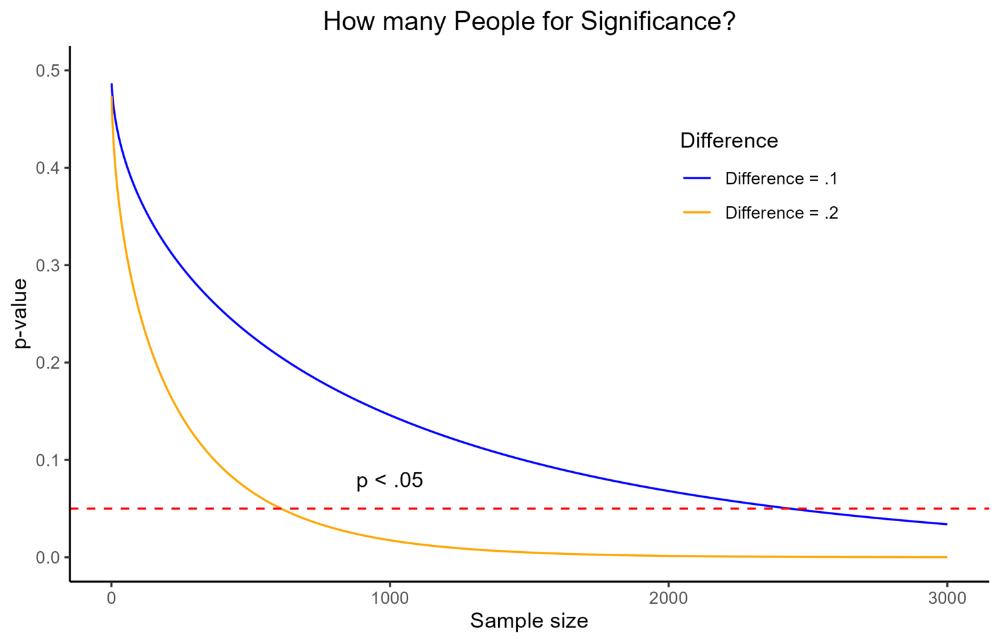 How many People for Significance?
0.5
0.4
0.3
0.2
0.1
0.0
p-value
Difference
Difference = .1
Difference = .2
p < .05
0
1000
2000
3000
Sample size